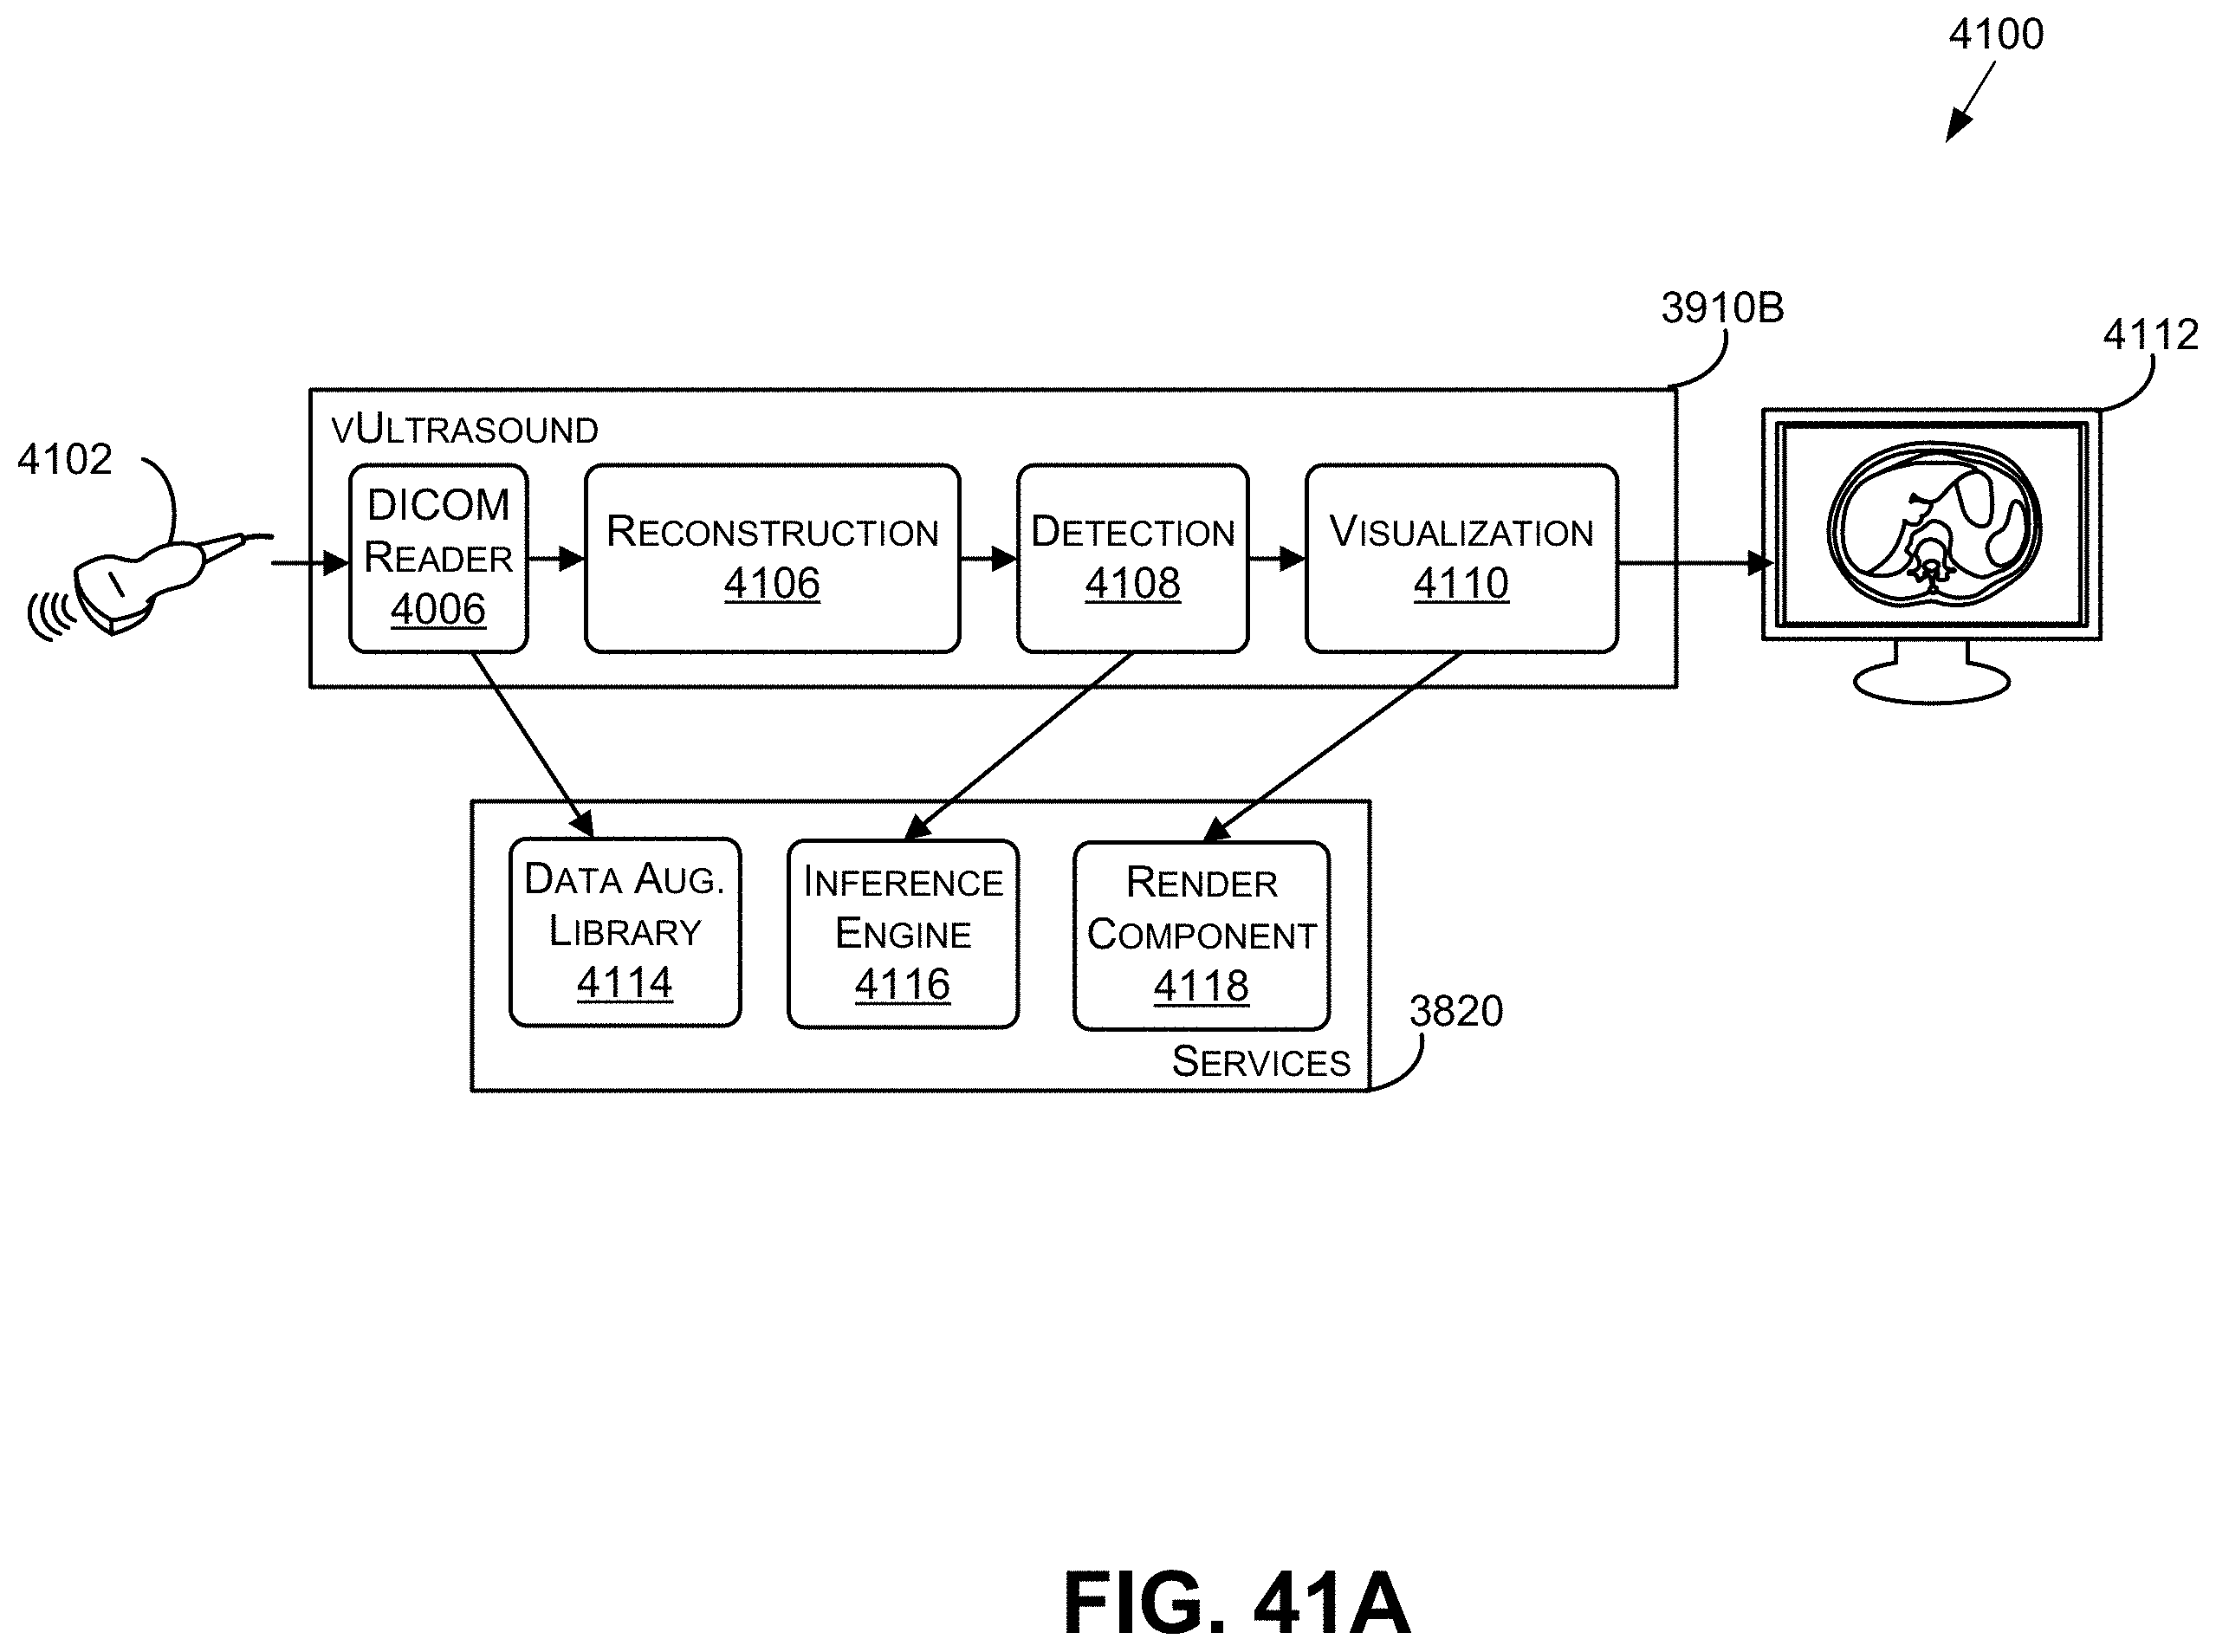 4100
3910B
4112
4102
vUltrasound
DICOM
Reader
4006
Reconstruction
4106
Detection
4108
Visualization
4110
Data Aug.
Library
4114
Inference
Engine
4116
Render
Component
4118
3820
Services
FIG. 41A